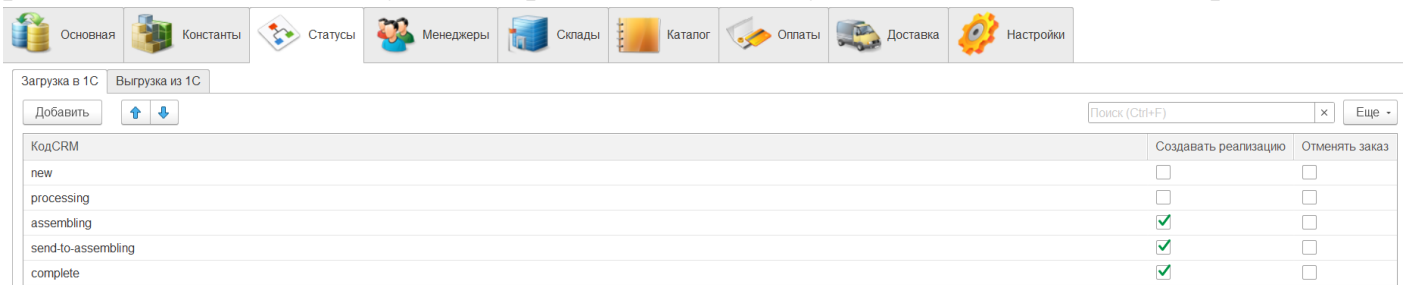 Основная Константы Статусы Менеджеры Склады Каталог Оплаты Доставка Настройки
Загрузка в 1С Выгрузка из 1С
Добавить Поиск (Ctrl+F) × Еще
КодCRM Создавать реализацию Отменять заказ
new
processing
assembling
send-to-assembling
complete